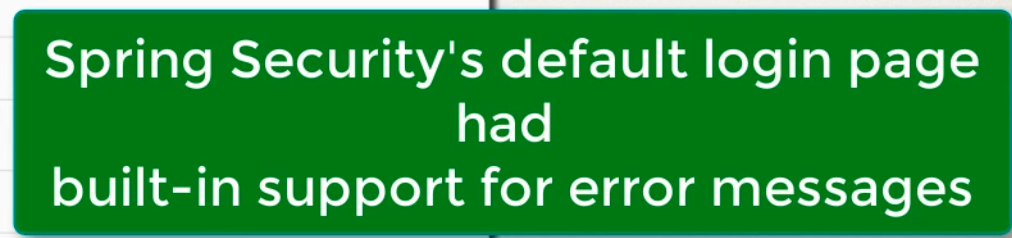 Spring Security's default login page
had
built-in support for error messages